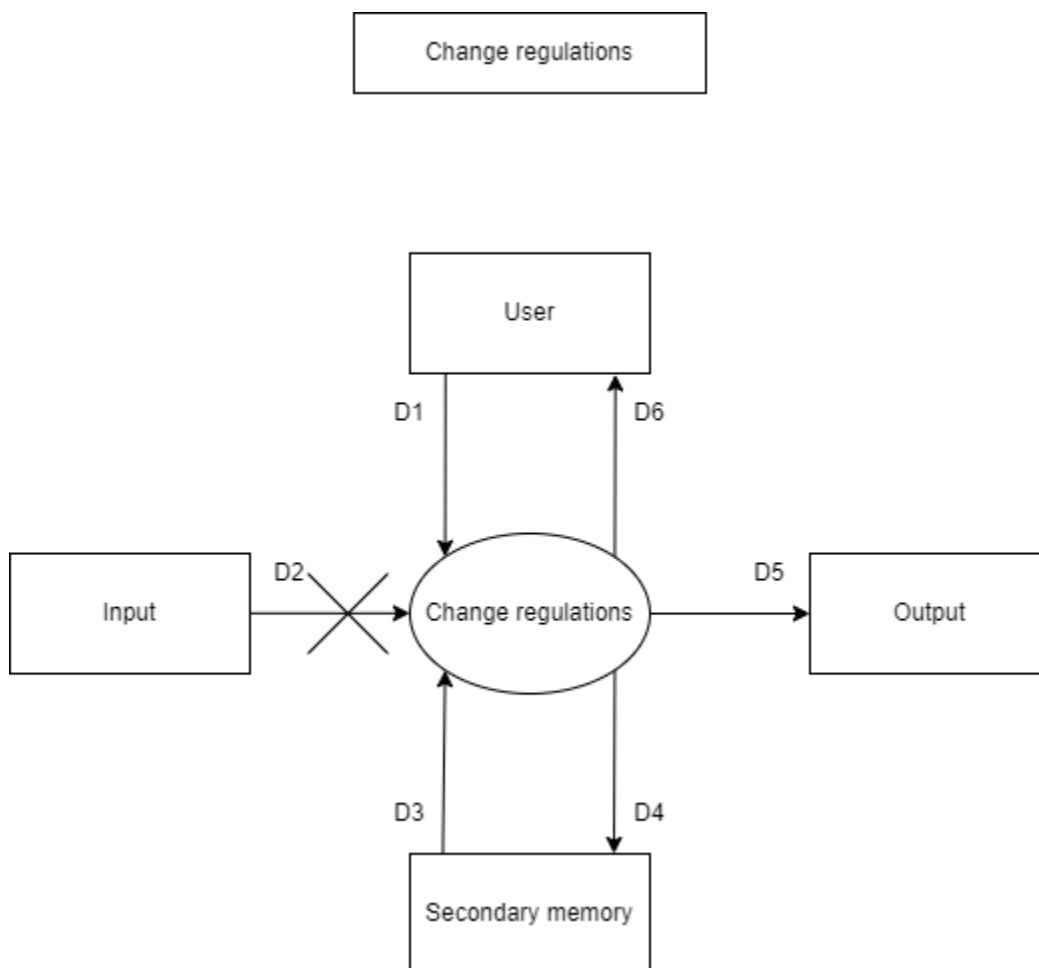 Change regulations
User
D1
D6
D2
D5
Input
Change regulations
Output
D3
D4
Secondary memory